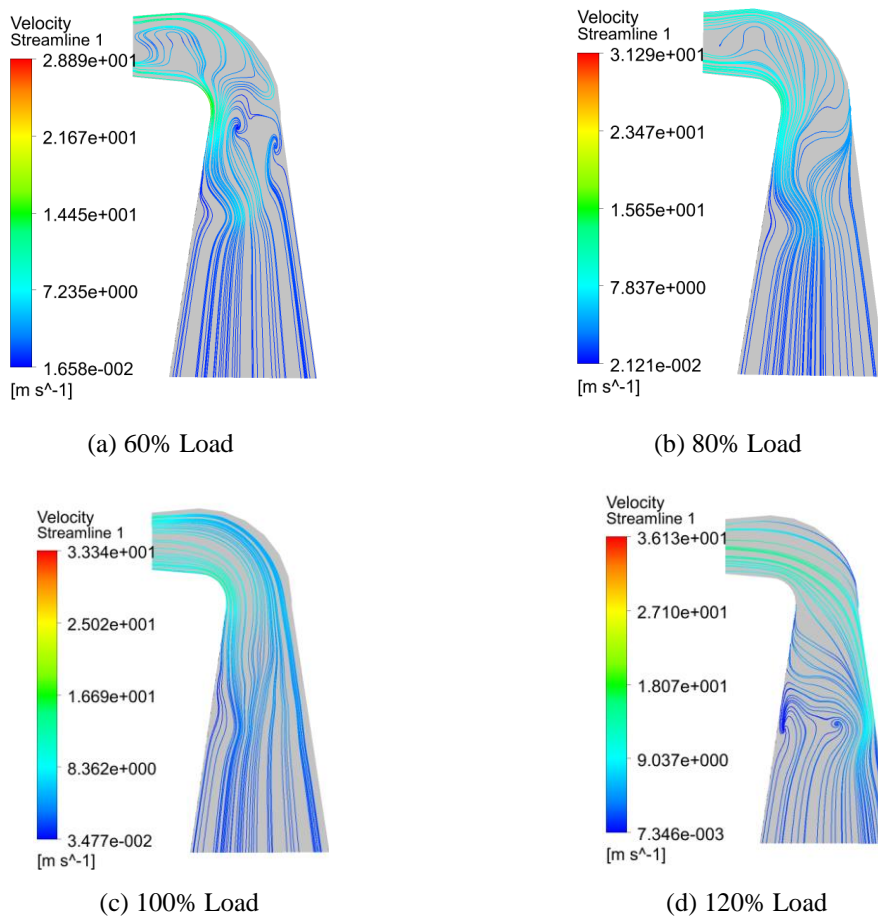 Velocity
Streamline 1
2.889e+001
2.167e+001
1.445e+001
7.235e+000
1.658e-002
[m s^-1]
(a) 60% Load
Velocity
Streamline 1
3.129e+001
2.347e+001
1.565e+001
7.837e+000
2.121e-002
[m s^-1]
(b) 80% Load
Velocity
Streamline 1
3.334e+001
2.502e+001
1.669e+001
8.362e+000
3.477e-002
[m s^-1]
(c) 100% Load
Velocity
Streamline 1
3.613e+001
2.710e+001
1.807e+001
9.037e+000
7.346e-003
[m s^-1]
(d) 120% Load